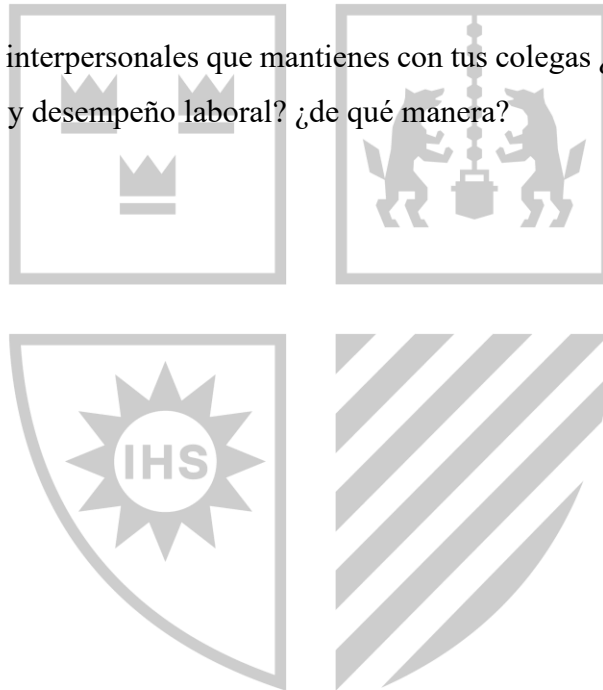 interpersonales que mantienes con tus colegas ¿
y desempeño laboral? ¿de qué manera?
IHS